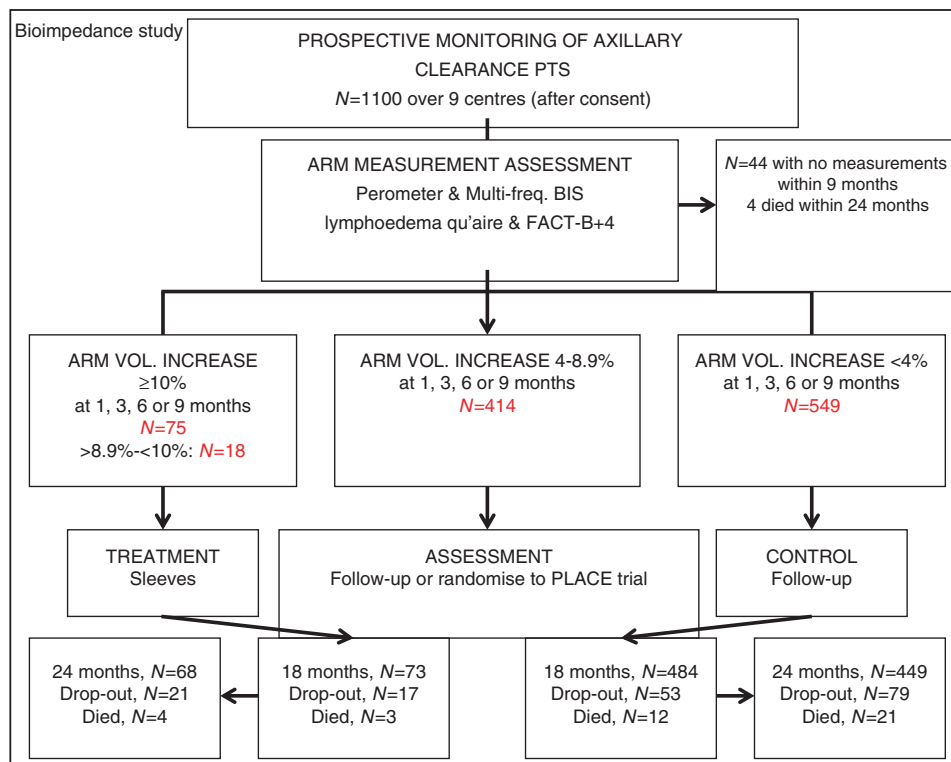 Bioimpedance study
PROSPECTIVE MONITORING OF AXILLARY
CLEARANCE PTS
N=1100 over 9 centres (after consent)
ARM MEASUREMENT ASSESSMENT
Perometer & Multi-freq. BIS
lymphoedema qu'aire & FACT-B+4
N=44 with no measurements
within 9 months
4 died within 24 months
ARM VOL. INCREASE
≥10%
at 1, 3, 6 or 9 months
N=75
>8.9%-<10%: N=18
ARM VOL. INCREASE 4-8.9%
at 1, 3, 6 or 9 months
N=414
ARM VOL. INCREASE <4%
at 1, 3, 6 or 9 months
N=549
TREATMENT
Sleeves
ASSESSMENT
Follow-up or randomise to PLACE trial
CONTROL
Follow-up
24 months, N=68
Drop-out, N=21
Died, N=4
18 months, N=73
Drop-out, N=17
Died, N=3
18 months, N=484
Drop-out, N=53
Died, N=12
24 months, N=449
Drop-out, N=79
Died, N=21